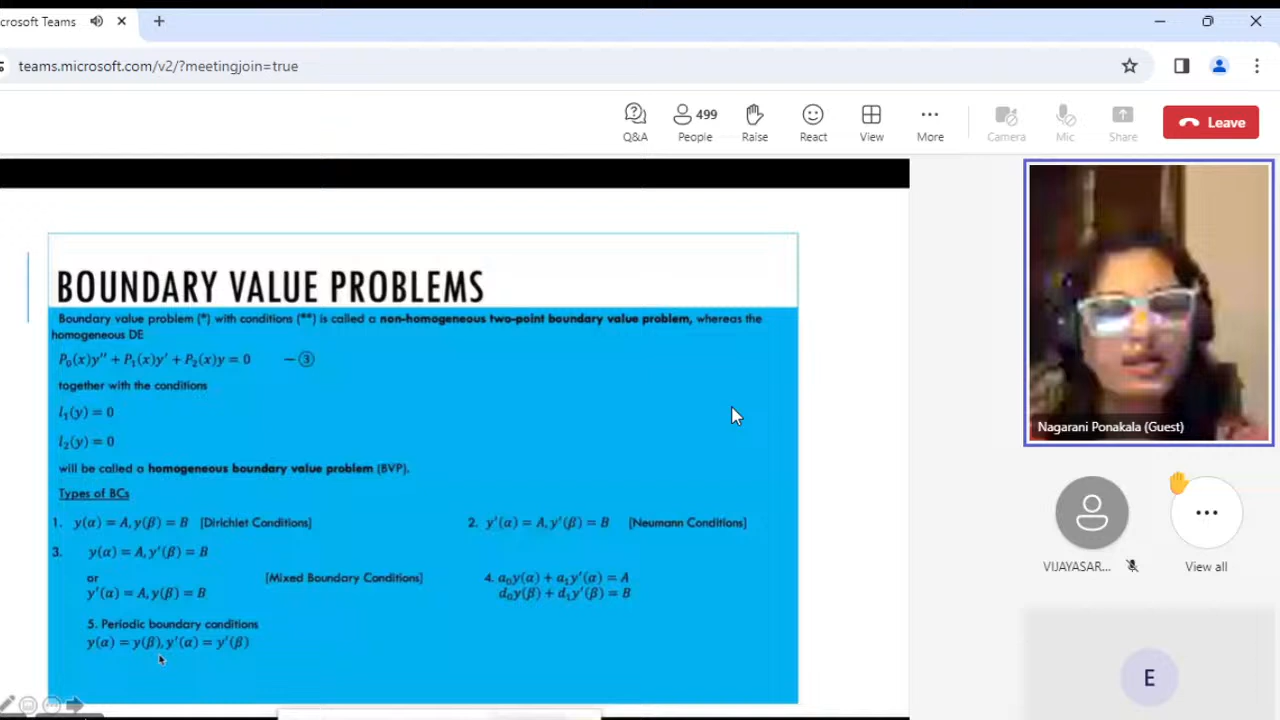 crosoft Teams
teams.microsoft.com/v2/?meetingjoin=true
499
Q&A People Raise React View More Camera Mic Share Leave
BOUNDARY VALUE PROBLEMS
Boundary value problem (*) with conditions (**) is called a non-homogeneous two-point boundary value problem, whereas the
homogeneous DE
P₀(x)y′′ + P₁(x)y′ + P₂(x)y = 0 − ③
together with the conditions
l₁(y) = 0
l₂(y) = 0
will be called a homogeneous boundary value problem (BVP).
Types of BCs
1. y(α) = A, y(β) = B [Dirichlet Conditions] 2. y′(α) = A, y′(β) = B [Neumann Conditions]
3. y(α) = A, y′(β) = B
or [Mixed Boundary Conditions] 4. a₀y(α) + a₁y′(α) = A
y′(α) = A, y(β) = B d₀y(β) + d₁y′(β) = B
5. Periodic boundary conditions
y(α) = y(β), y′(α) = y′(β)
Nagarani Ponakala (Guest)
VIJAYASAR... View all
E